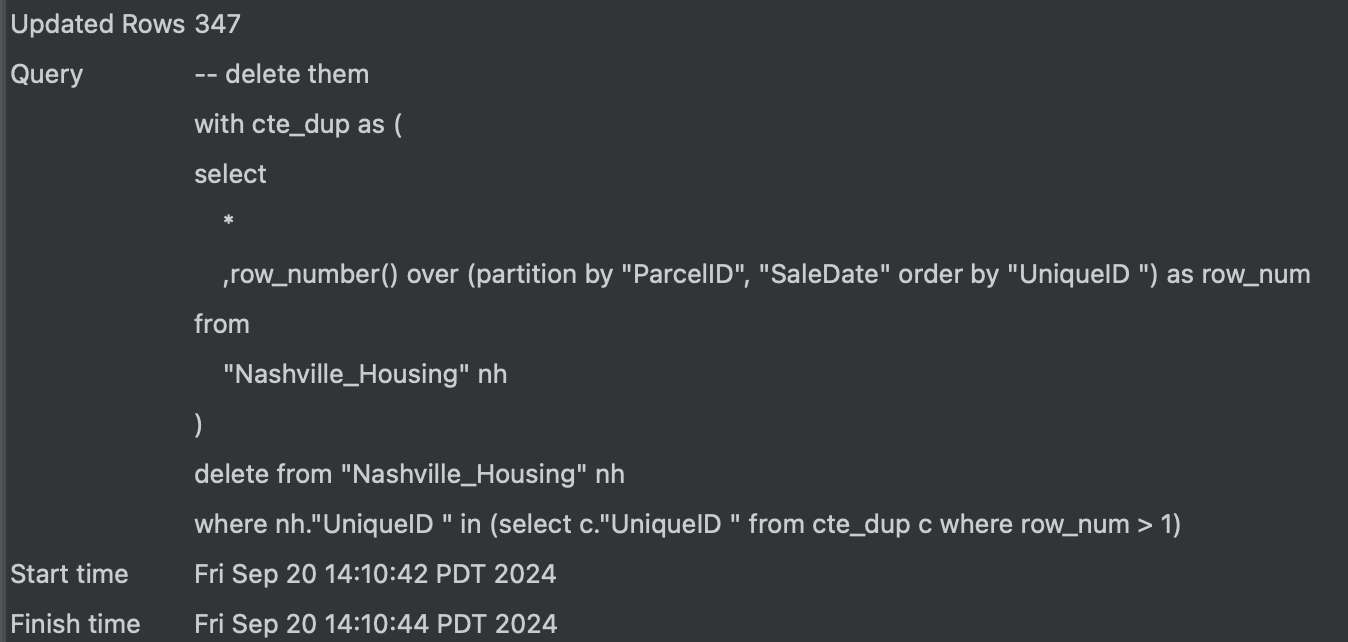 Updated Rows 347
Query -- delete them
with cte_dup as (
select
*
,row_number() over (partition by "ParcelID", "SaleDate" order by "UniqueID ") as row_num
from
"Nashville_Housing" nh
)
delete from "Nashville_Housing" nh
where nh."UniqueID " in (select c."UniqueID " from cte_dup c where row_num > 1)
Start time Fri Sep 20 14:10:42 PDT 2024
Finish time Fri Sep 20 14:10:44 PDT 2024